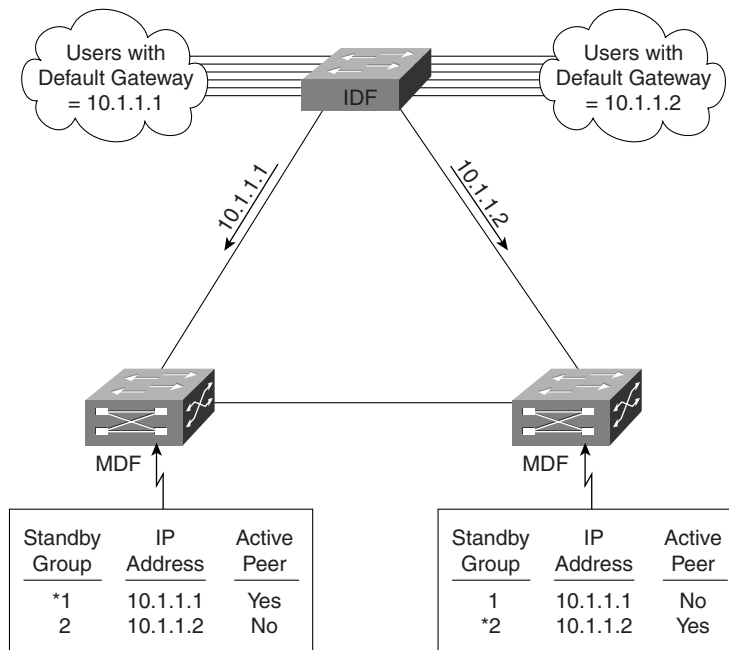 Users with
Default Gateway
= 10.1.1.1
IDF
Users with
Default Gateway
= 10.1.1.2
10.1.1.1
10.1.1.2
MDF
MDF
Standby Group IP Address Active Peer
*1 10.1.1.1 Yes
2 10.1.1.2 No
Standby Group IP Address Active Peer
1 10.1.1.1 No
*2 10.1.1.2 Yes